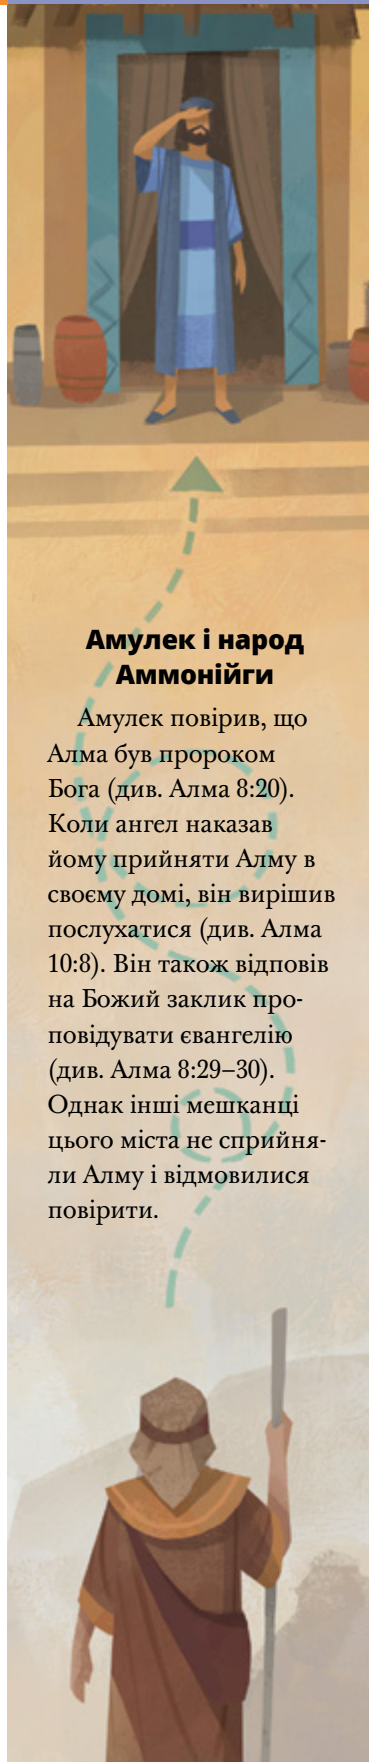 Амулек і народ
Аммонійги
Амулек повірив, що
Алма був пророком
Бога (див. Алма 8:20).
Коли ангел наказав
йому прийняти Алму в
своєму домі, він вирішив
послухатися (див. Алма
10:8). Він також відповів
на Божий заклик про-
повідувати євангелію
(див. Алма 8:29–30).
Однак інші мешканці
цього міста не сприйня-
ли Алму і відмовилися
повірити.